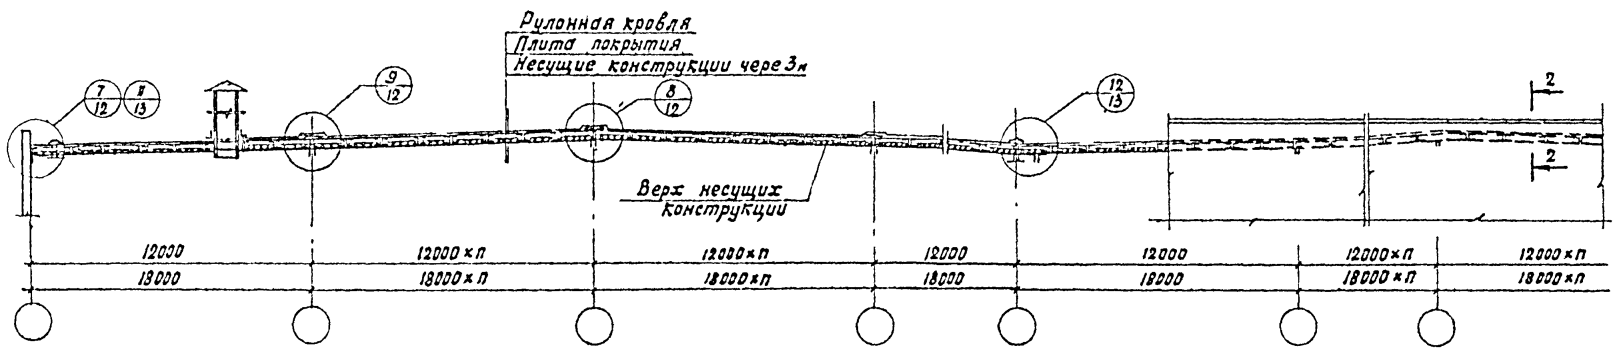 Рулонная кровля
Плита покрытия
Несущие конструкции чере 3м
7
12
11
13
9
12
8
12
12
13
2
2
Верх несущих
конструкций
12000 12000×п 12000×п 12000 12000 12000×п 12000×п
18000 18000×п 18000×п 18000 18000 18000×п 18000×п